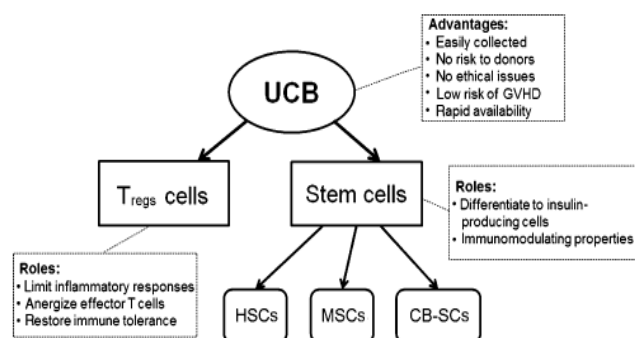 Advantages:
• Easily collected
• No risk to donors
• No ethical issues
• Low risk of GVHD
• Rapid availability
UCB
Tregs cells
Stem cells
Roles:
• Differentiate to insulin-
producing cells
• Immunomodulating properties
Roles:
• Limit inflammatory responses
• Anergize effector T cells
• Restore immune tolerance
HSCs
MSCs
CB-SCs